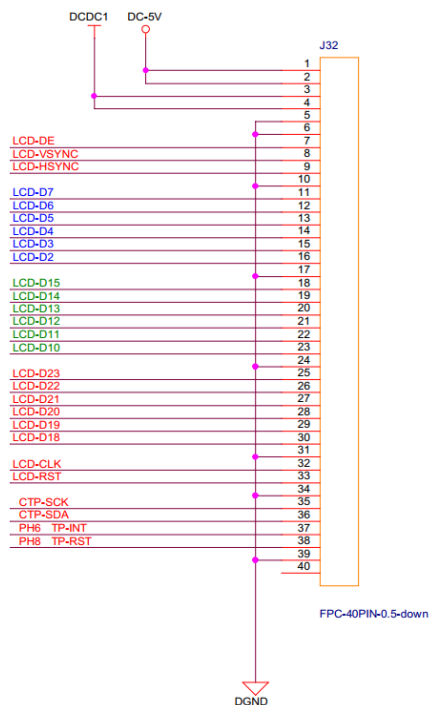 DCDC1 DC-5V
J32
1
2
3
4
5
6
LCD-DE 7
LCD-VSYNC 8
LCD-HSYNC 9
10
LCD-D7 11
LCD-D6 12
LCD-D5 13
LCD-D4 14
LCD-D3 15
LCD-D2 16
17
LCD-D15 18
LCD-D14 19
LCD-D13 20
LCD-D12 21
LCD-D11 22
LCD-D10 23
24
LCD-D23 25
LCD-D22 26
LCD-D21 27
LCD-D20 28
LCD-D19 29
LCD-D18 30
31
LCD-CLK 32
LCD-RST 33
34
CTP-SCK 35
CTP-SDA 36
PH6 TP-INT 37
PH8 TP-RST 38
39
40
FPC-40PIN-0.5-down
DGND